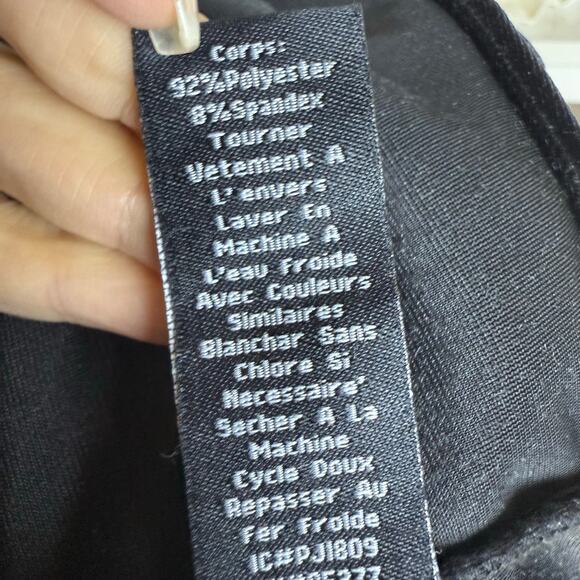 Corps:
92%Polyester
8%Spandex
Tourner
Vetement A
L'envers
Laver En
Machine A
L'eau Froide
Avec Couleurs
Similaires
Blanchar Sans
Chlore Si
Necessaire'
Secher A La
Machine
Cycle Doux
Repasser Au
Fer Froide
IC#PJ1809